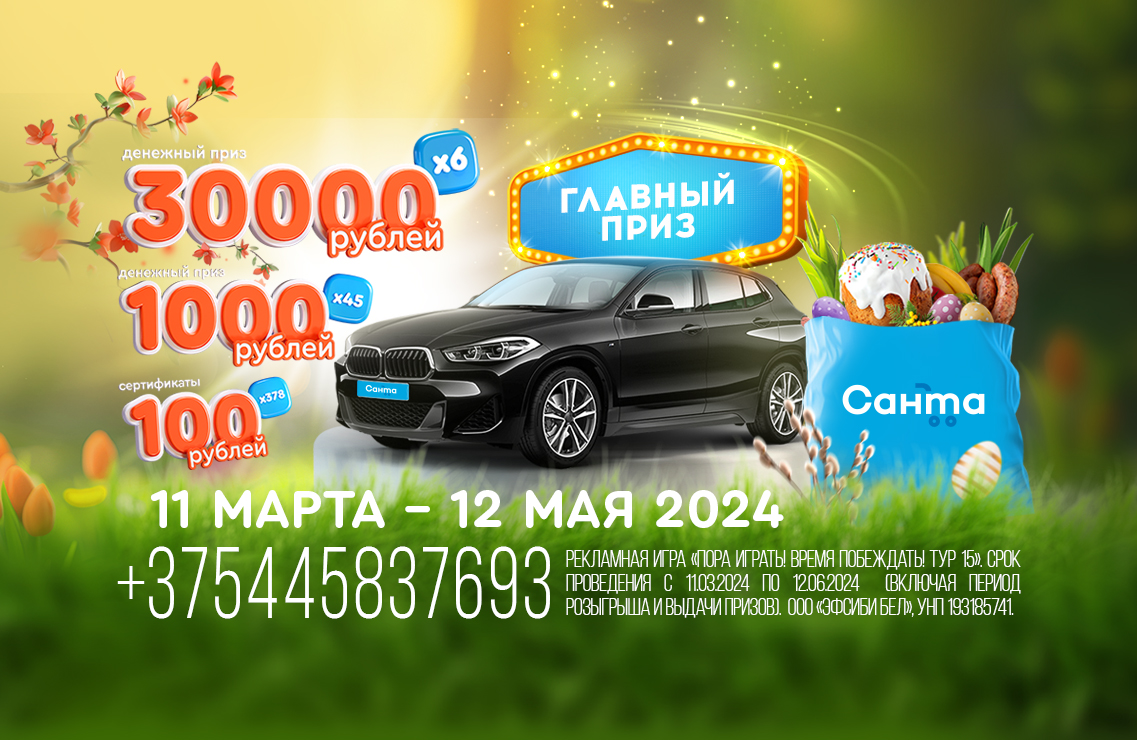 денежный приз
30000
x6
рублей
денежный приз
1000
x45
рублей
сертификаты
100
x378
рублей
ГЛАВНЫЙ
ПРИЗ
Санта
Санта
11 МАРТА – 12 МАЯ 2024
+375445837693
РЕКЛАМНАЯ ИГРА «ПОРА ИГРАТЬ! ВРЕМЯ ПОБЕЖДАТЬ! ТУР 15». СРОК
ПРОВЕДЕНИЯ С 11.03.2024 ПО 12.06.2024 (ВКЛЮЧАЯ ПЕРИОД
РОЗЫГРЫША И ВЫДАЧИ ПРИЗОВ). ООО «ЭФСИБИ БЕЛ», УНП 193185741.